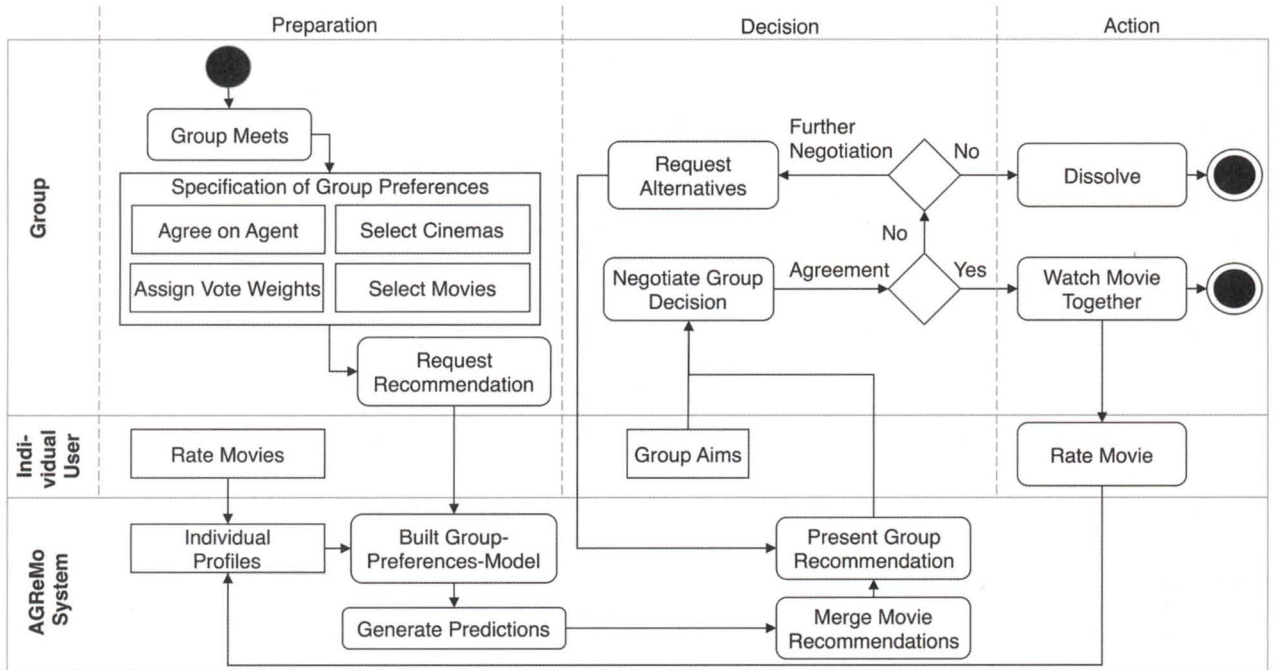 Preparation
Decision
Action
Group
Group Meets
Specification of Group Preferences
Agree on Agent
Select Cinemas
Assign Vote Weights
Select Movies
Request
Recommendation
Further
Negotiation
No
Request
Alternatives
Dissolve
No
Negotiate Group
Decision
Agreement
Yes
Watch Movie
Together
Indi-
vidual
User
Rate Movies
Group Aims
Rate Movie
AGReMo
System
Individual
Profiles
Built Group-
Preferences-Model
Generate Predictions
Present Group
Recommendation
Merge Movie
Recommendations